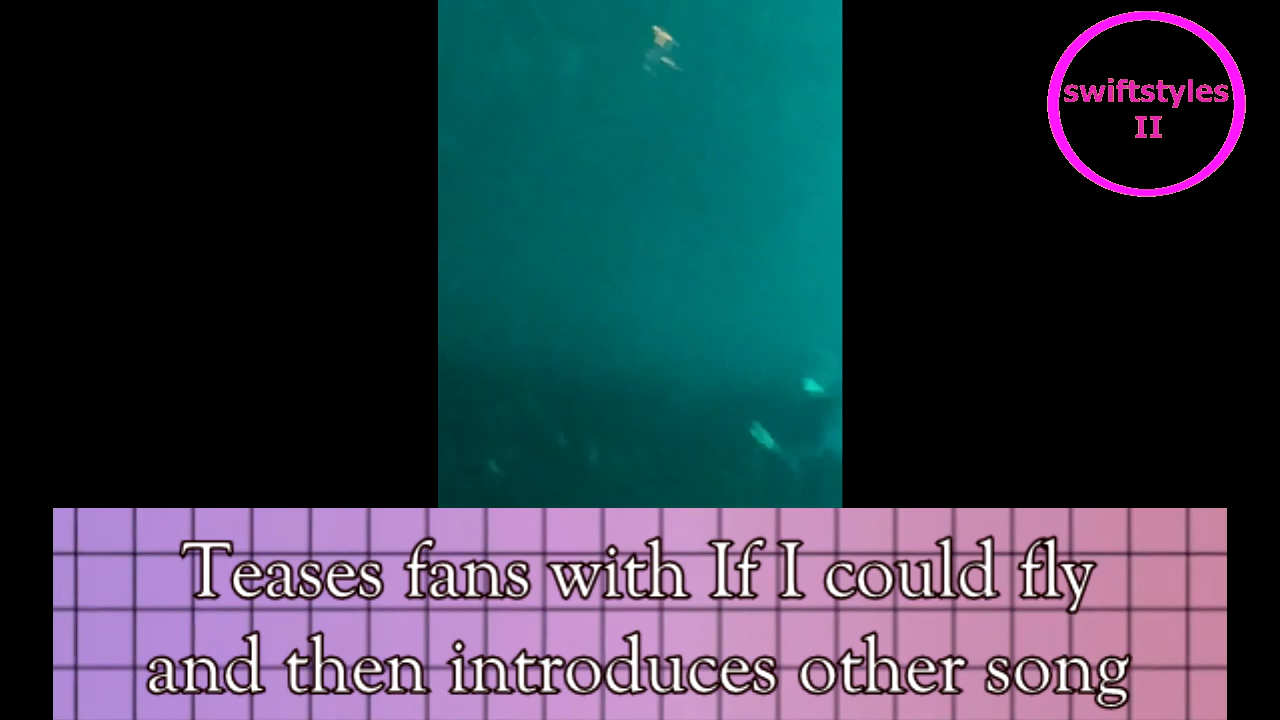 swiftstyles
II
Teases fans with If I could fly
and then introduces other song